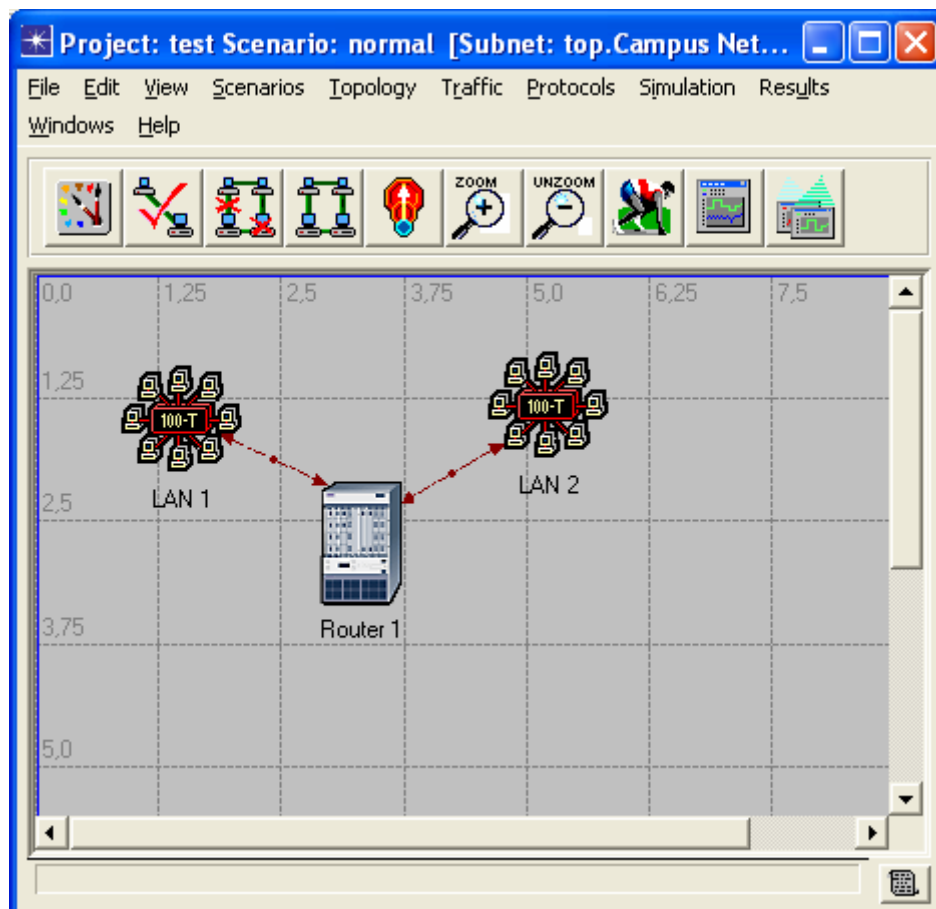 Project: test Scenario: normal [Subnet: top.Campus Net...
File Edit View Scenarios Topology Traffic Protocols Simulation Results
Windows Help
ZOOM UNZOOM
0,0 1,25 2,5 3,75 5,0 6,25 7,5
1,25
100-T 100-T
LAN 1 LAN 2
2,5
3,75
Router 1
5,0